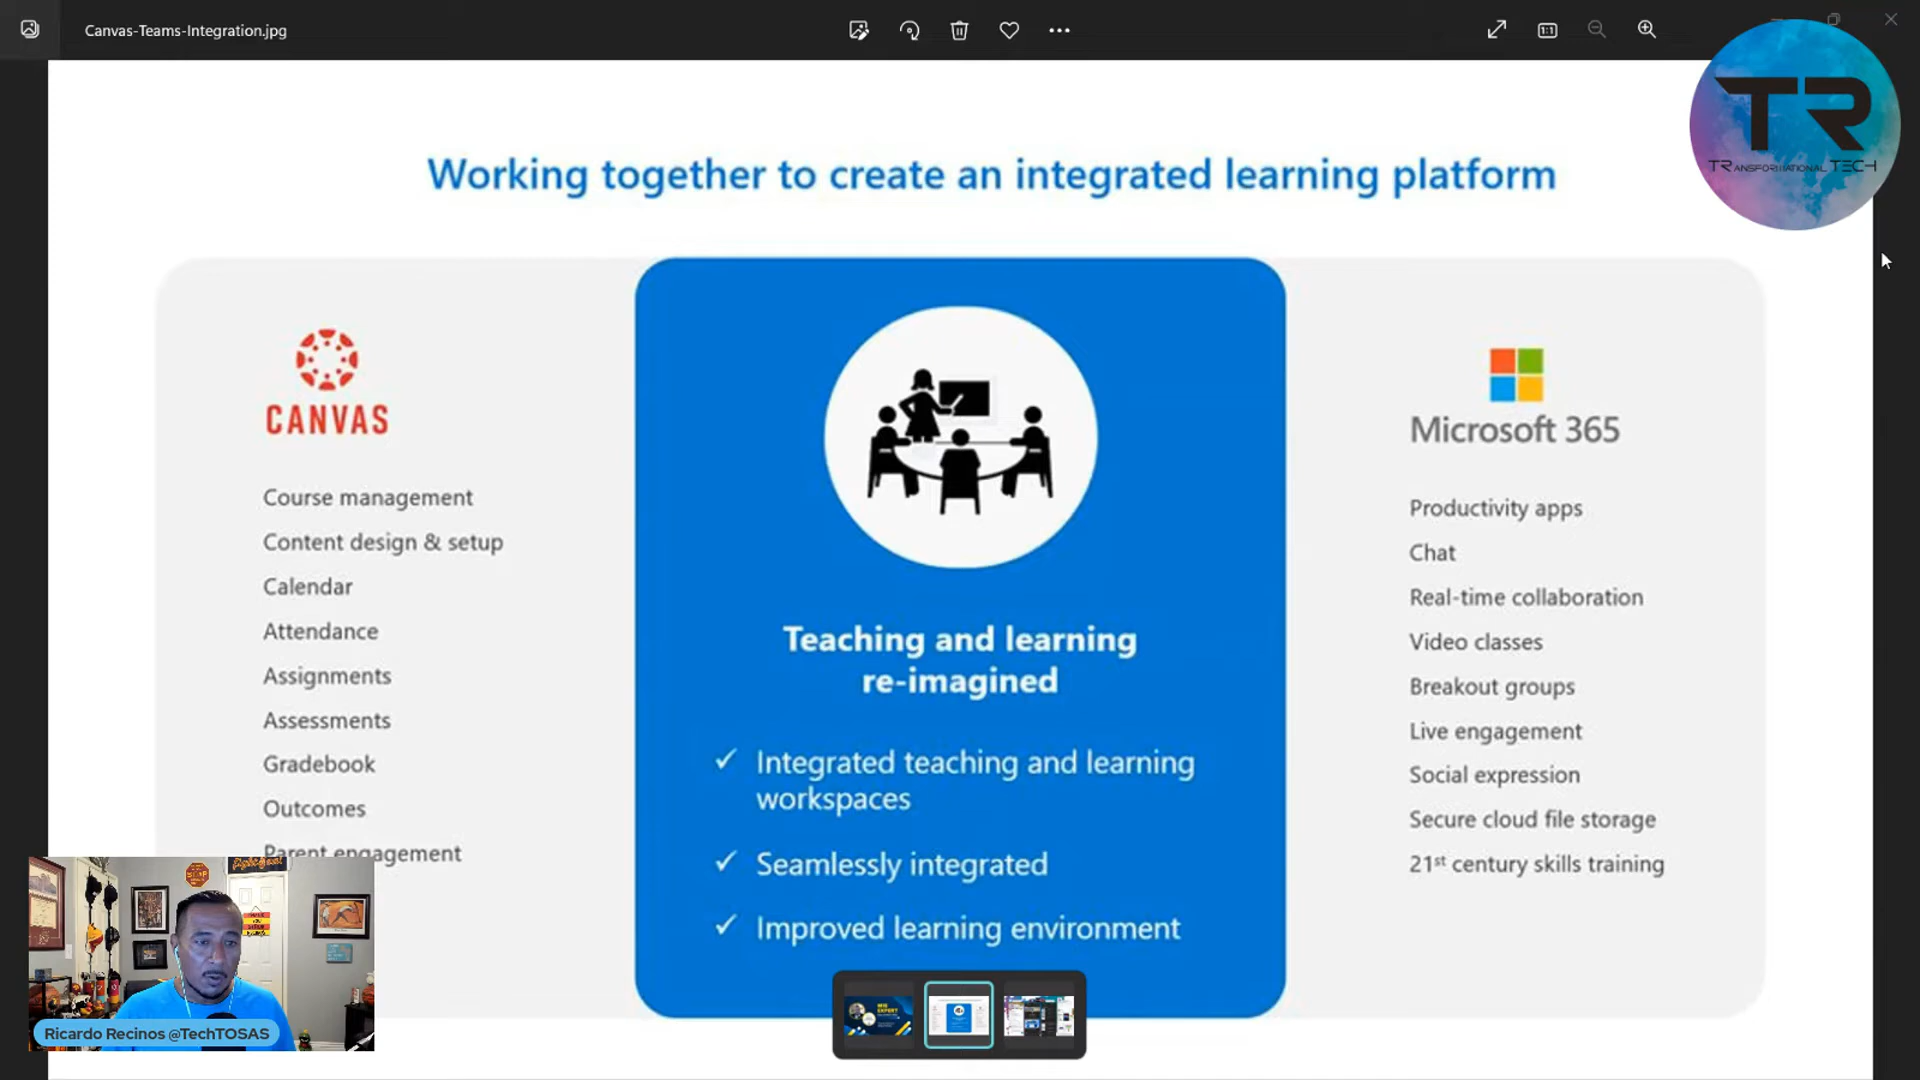 Canvas-Teams-Integration.jpg
1:1
TR
TRANSFORMATIONAL TECH
Working together to create an integrated learning platform
CANVAS
Course management
Content design & setup
Calendar
Attendance
Assignments
Assessments
Gradebook
Outcomes
Parent engagement
Teaching and learning
re-imagined
✓ Integrated teaching and learning
workspaces
✓ Seamlessly integrated
✓ Improved learning environment
Microsoft 365
Productivity apps
Chat
Real-time collaboration
Video classes
Breakout groups
Live engagement
Social expression
Secure cloud file storage
21st century skills training
Ricardo Recinos @TechTOSAS